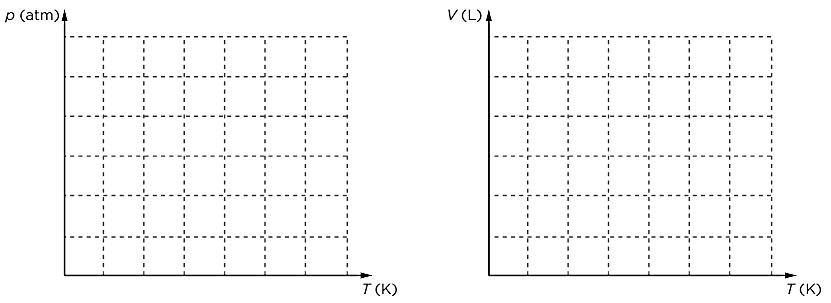 p (atm)
T (K)
V (L)
T (K)